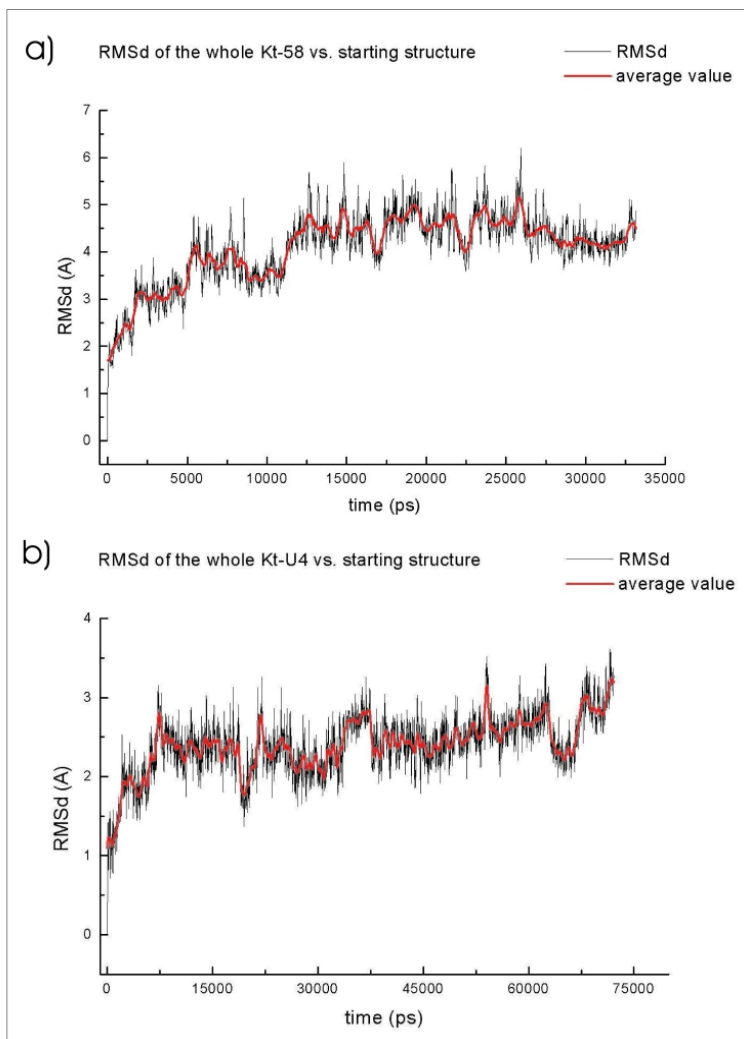 a)
RMSd of the whole Kt-58 vs. starting structure
RMSd
average value
7
6
5
4
3
2
1
0
RMSd (A)
0 5000 10000 15000 20000 25000 30000 35000
time (ps)
b)
RMSd of the whole Kt-U4 vs. starting structure
RMSd
average value
4
3
2
1
0
RMSd (A)
0 15000 30000 45000 60000 75000
time (ps)